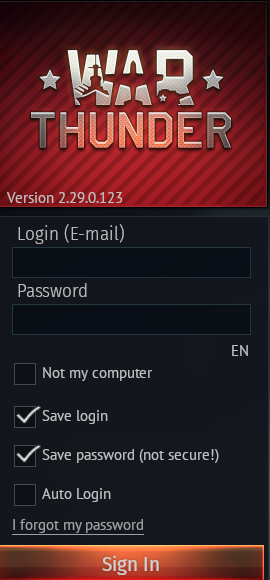 WAR
THUNDER
Version 2.29.0.123
Login (E-mail)
Password
EN
Not my computer
Save login
Save password (not secure!)
Auto Login
I forgot my password
Sign In